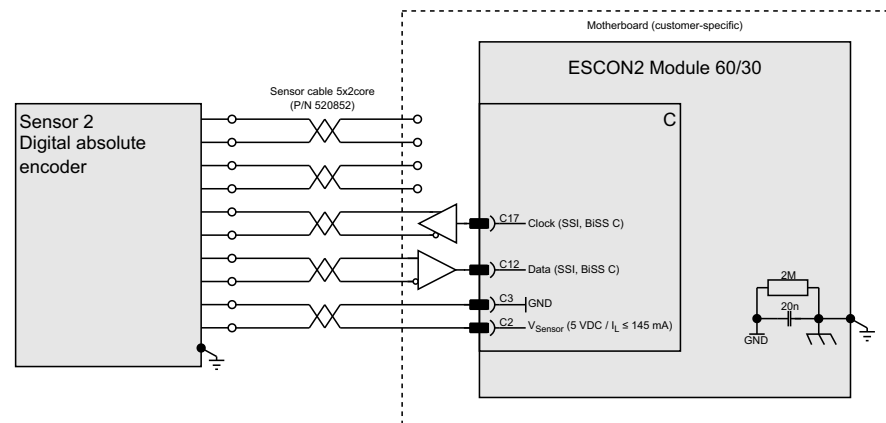 Motherboard (customer-specific)
ESCON2 Module 60/30
Sensor cable 5x2core
(P/N 520852)
C
Sensor 2
Digital absolute
encoder
C17
Clock (SSI, BiSS C)
C12
Data (SSI, BiSS C)
C3
GND
C2
VSensor (5 VDC / IL ≤ 145 mA)
2M
20n
GND